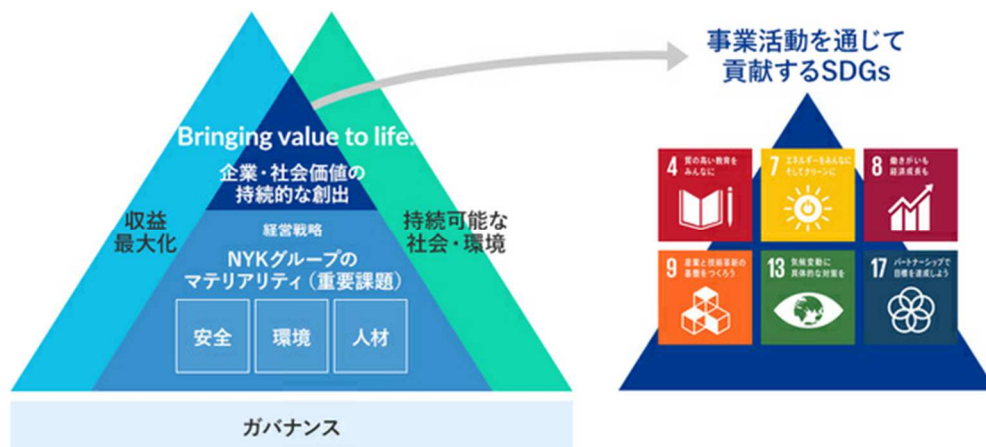 Bringing value to life.
企業・社会価値の
持続的な創出
収益
最大化
持続可能な
社会・環境
経営戦略
NYKグループの
マテリアリティ（重要課題）
安全
環境
人材
ガバナンス
事業活動を通じて
貢献するSDGs
4 質の高い教育を
みんなに
7 エネルギーをみんなに
そしてクリーンに
8 働きがいも
経済成長も
9 産業と技術革新の
基盤をつくろう
13 気候変動に
具体的な対策を
17 パートナーシップで
目標を達成しよう